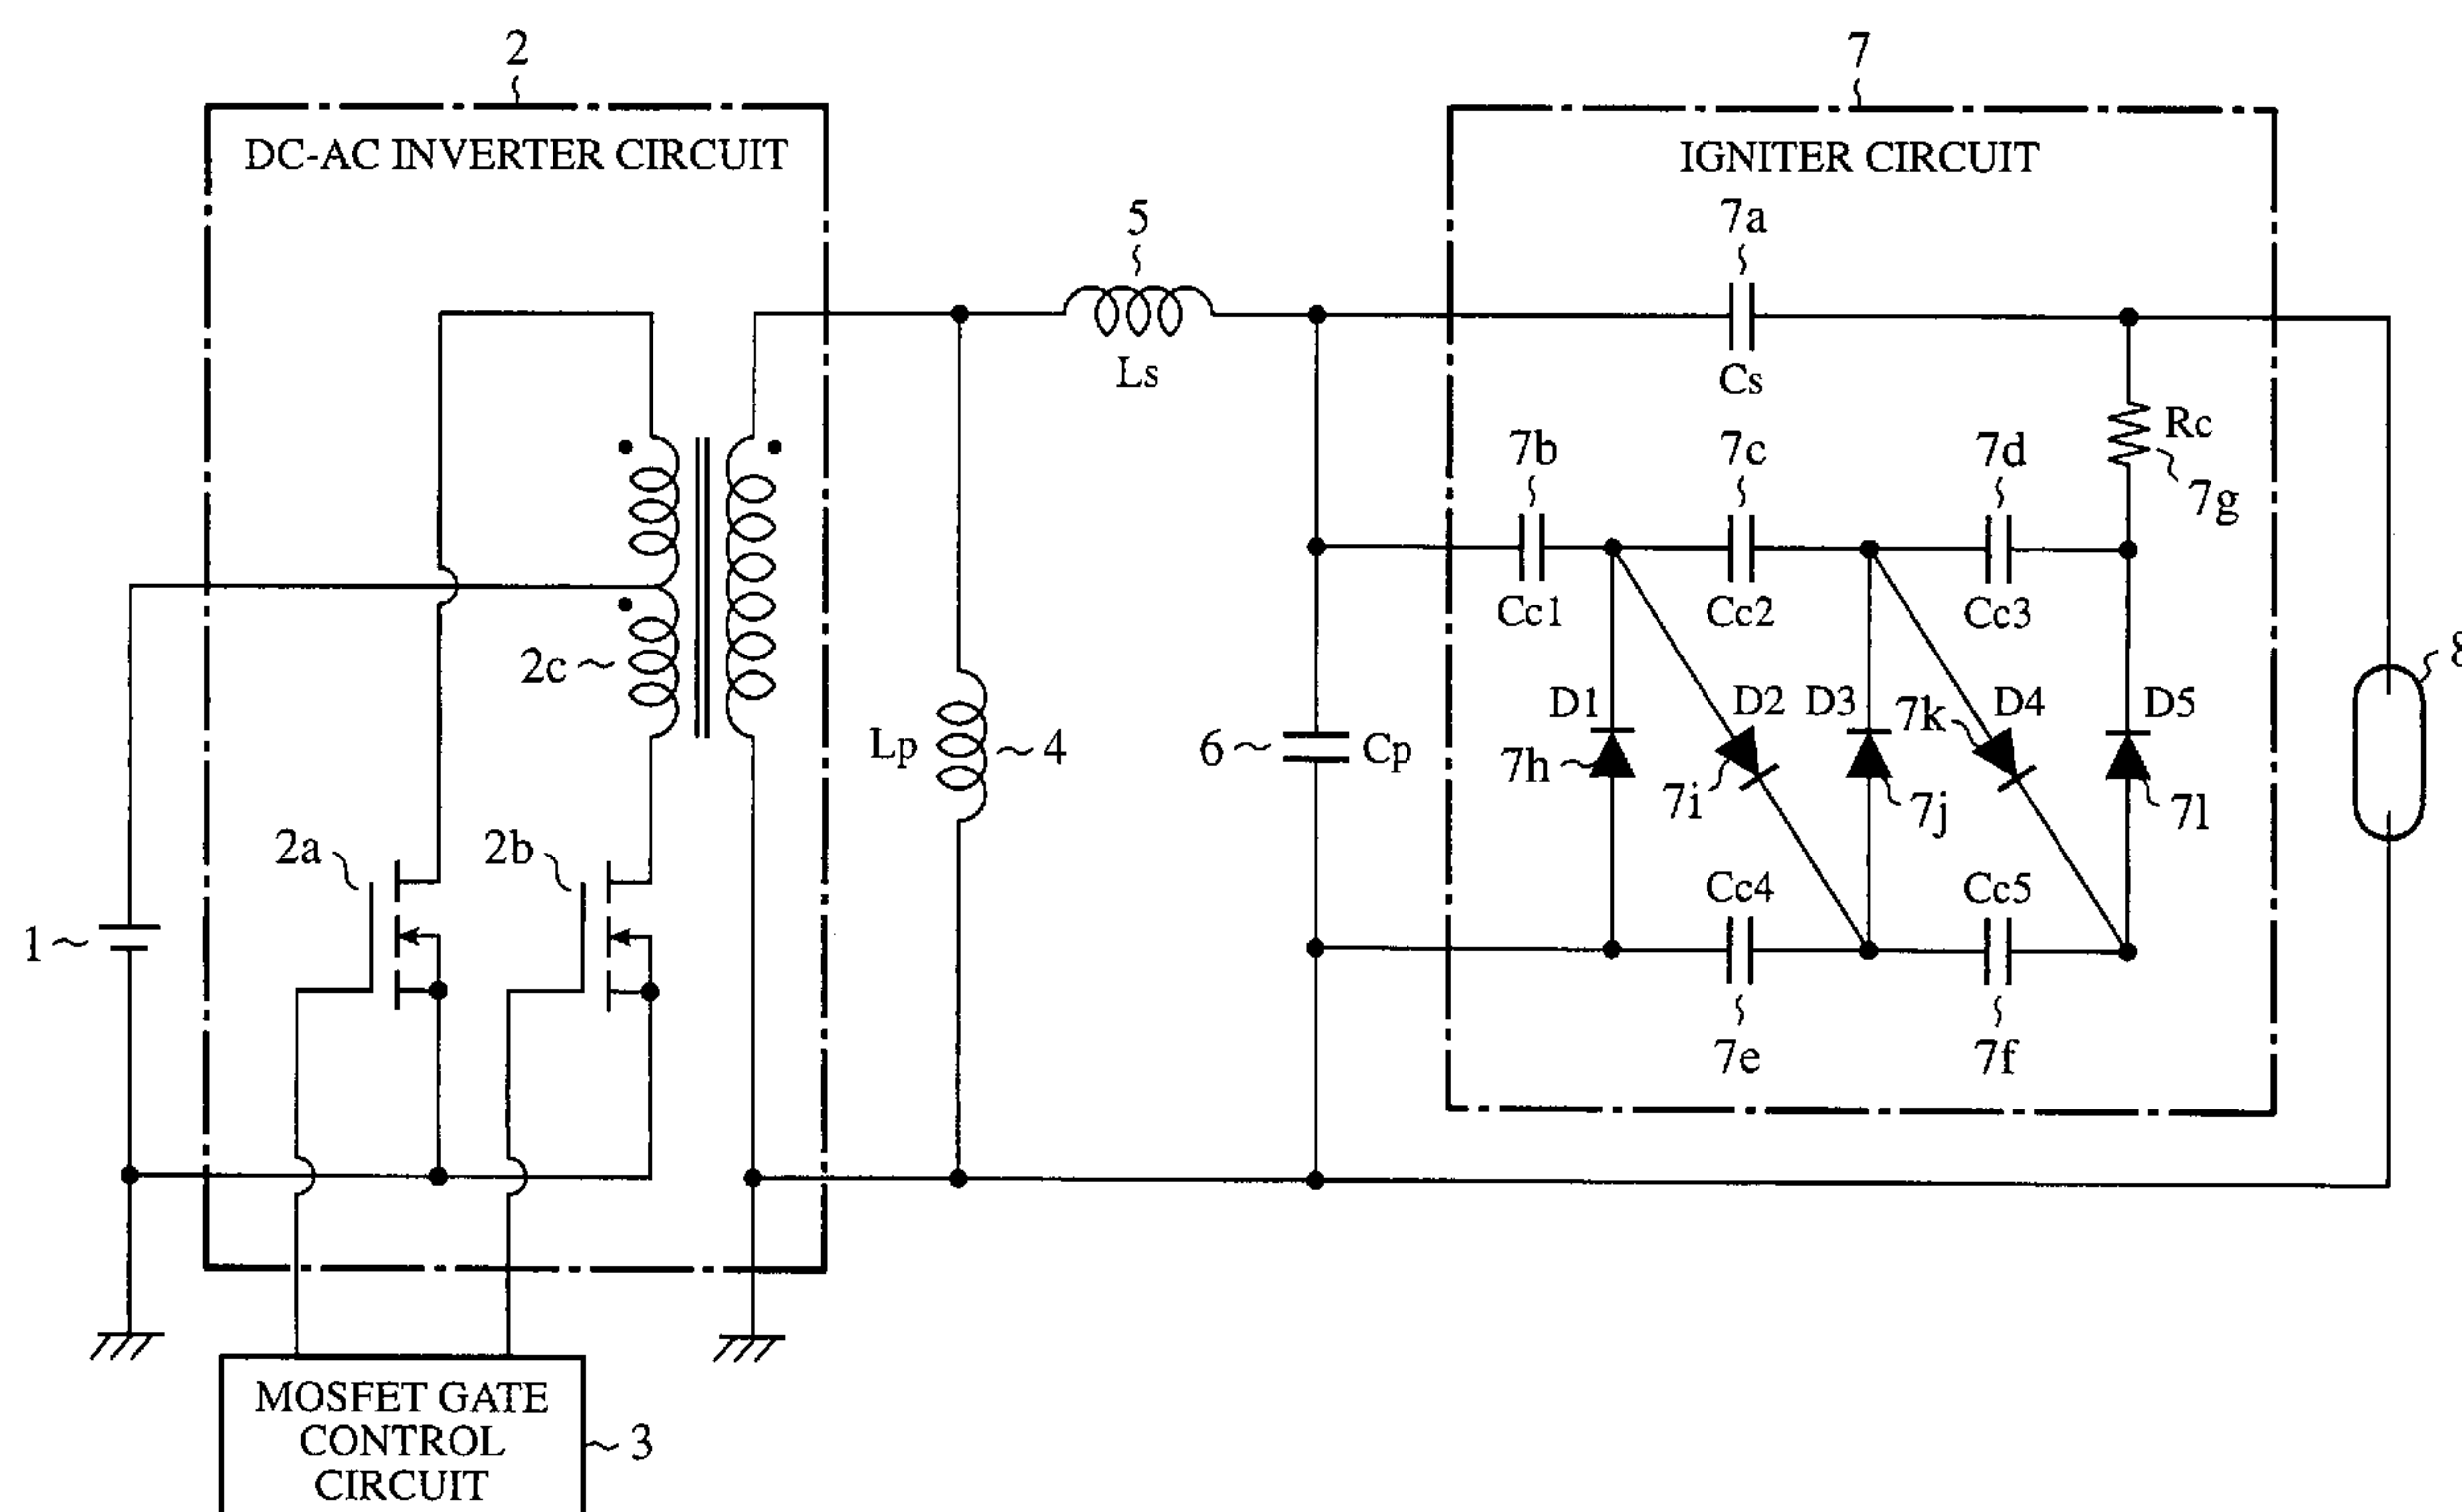 2
7
DC-AC INVERTER CIRCUIT
IGNITER CIRCUIT
5
7a
Ls
Cs
Rc
7g
7b
7c
7d
Cc1
Cc2
Cc3
2c
Lp
4
6
Cp
D1
D2
D3
7k
D4
D5
8
7h
7i
7j
7l
2a
2b
1
Cc4
Cc5
7e
7f
MOSFET GATE
CONTROL
CIRCUIT
3